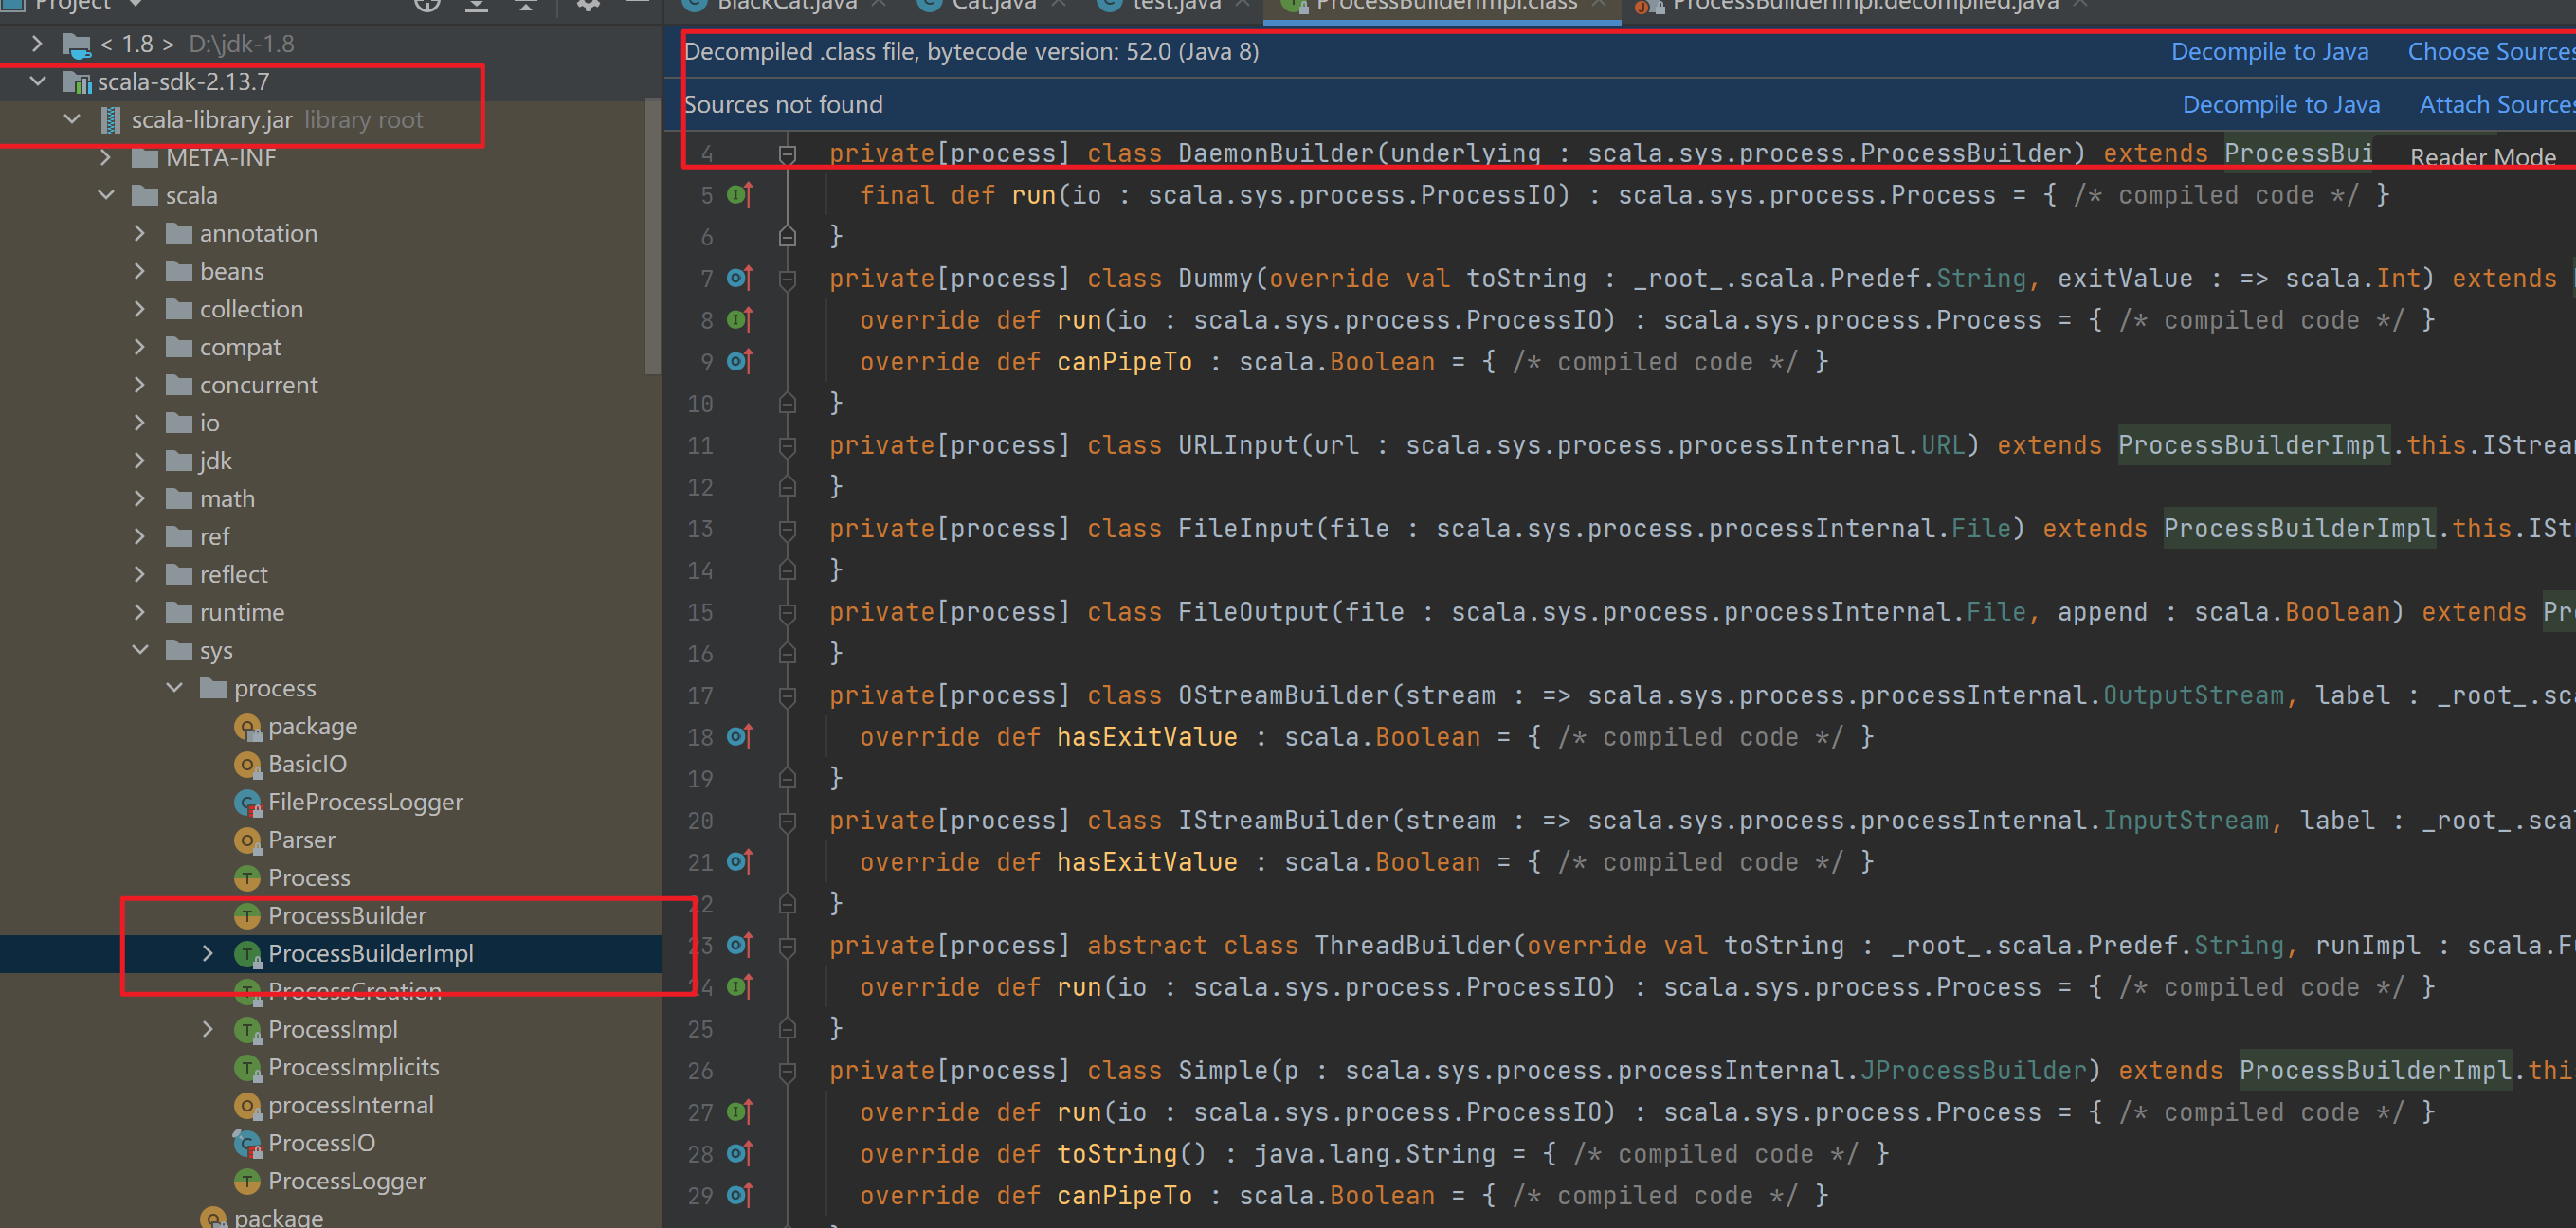 Project
< 1.8 > D:\jdk-1.8
scala-sdk-2.13.7
scala-library.jar library root
META-INF
scala
annotation
beans
collection
compat
concurrent
io
jdk
math
ref
reflect
runtime
sys
process
package
BasicIO
FileProcessLogger
Parser
Process
ProcessBuilder
ProcessBuilderImpl
ProcessCreation
ProcessImpl
ProcessImplicits
processInternal
ProcessIO
ProcessLogger
package
BlackCat.java Cat.java test.java ProcessBuilderImpl.class ProcessBuilderImpl.decompiled.java
Decompiled .class file, bytecode version: 52.0 (Java 8) Decompile to Java Choose Sources
Sources not found Decompile to Java Attach Sources
Reader Mode
4 private[process] class DaemonBuilder(underlying : scala.sys.process.ProcessBuilder) extends ProcessBui
5 final def run(io : scala.sys.process.ProcessIO) : scala.sys.process.Process = { /* compiled code */ }
6 }
7 private[process] class Dummy(override val toString : _root_.scala.Predef.String, exitValue : => scala.Int) extends
8 override def run(io : scala.sys.process.ProcessIO) : scala.sys.process.Process = { /* compiled code */ }
9 override def canPipeTo : scala.Boolean = { /* compiled code */ }
10 }
11 private[process] class URLInput(url : scala.sys.process.processInternal.URL) extends ProcessBuilderImpl.this.IStrea
12 }
13 private[process] class FileInput(file : scala.sys.process.processInternal.File) extends ProcessBuilderImpl.this.IStr
14 }
15 private[process] class FileOutput(file : scala.sys.process.processInternal.File, append : scala.Boolean) extends Pro
16 }
17 private[process] class OStreamBuilder(stream : => scala.sys.process.processInternal.OutputStream, label : _root_.sca
18 override def hasExitValue : scala.Boolean = { /* compiled code */ }
19 }
20 private[process] class IStreamBuilder(stream : => scala.sys.process.processInternal.InputStream, label : _root_.scal
21 override def hasExitValue : scala.Boolean = { /* compiled code */ }
22 }
23 private[process] abstract class ThreadBuilder(override val toString : _root_.scala.Predef.String, runImpl : scala.Fu
24 override def run(io : scala.sys.process.ProcessIO) : scala.sys.process.Process = { /* compiled code */ }
25 }
26 private[process] class Simple(p : scala.sys.process.processInternal.JProcessBuilder) extends ProcessBuilderImpl.thi
27 override def run(io : scala.sys.process.ProcessIO) : scala.sys.process.Process = { /* compiled code */ }
28 override def toString() : java.lang.String = { /* compiled code */ }
29 override def canPipeTo : scala.Boolean = { /* compiled code */ }